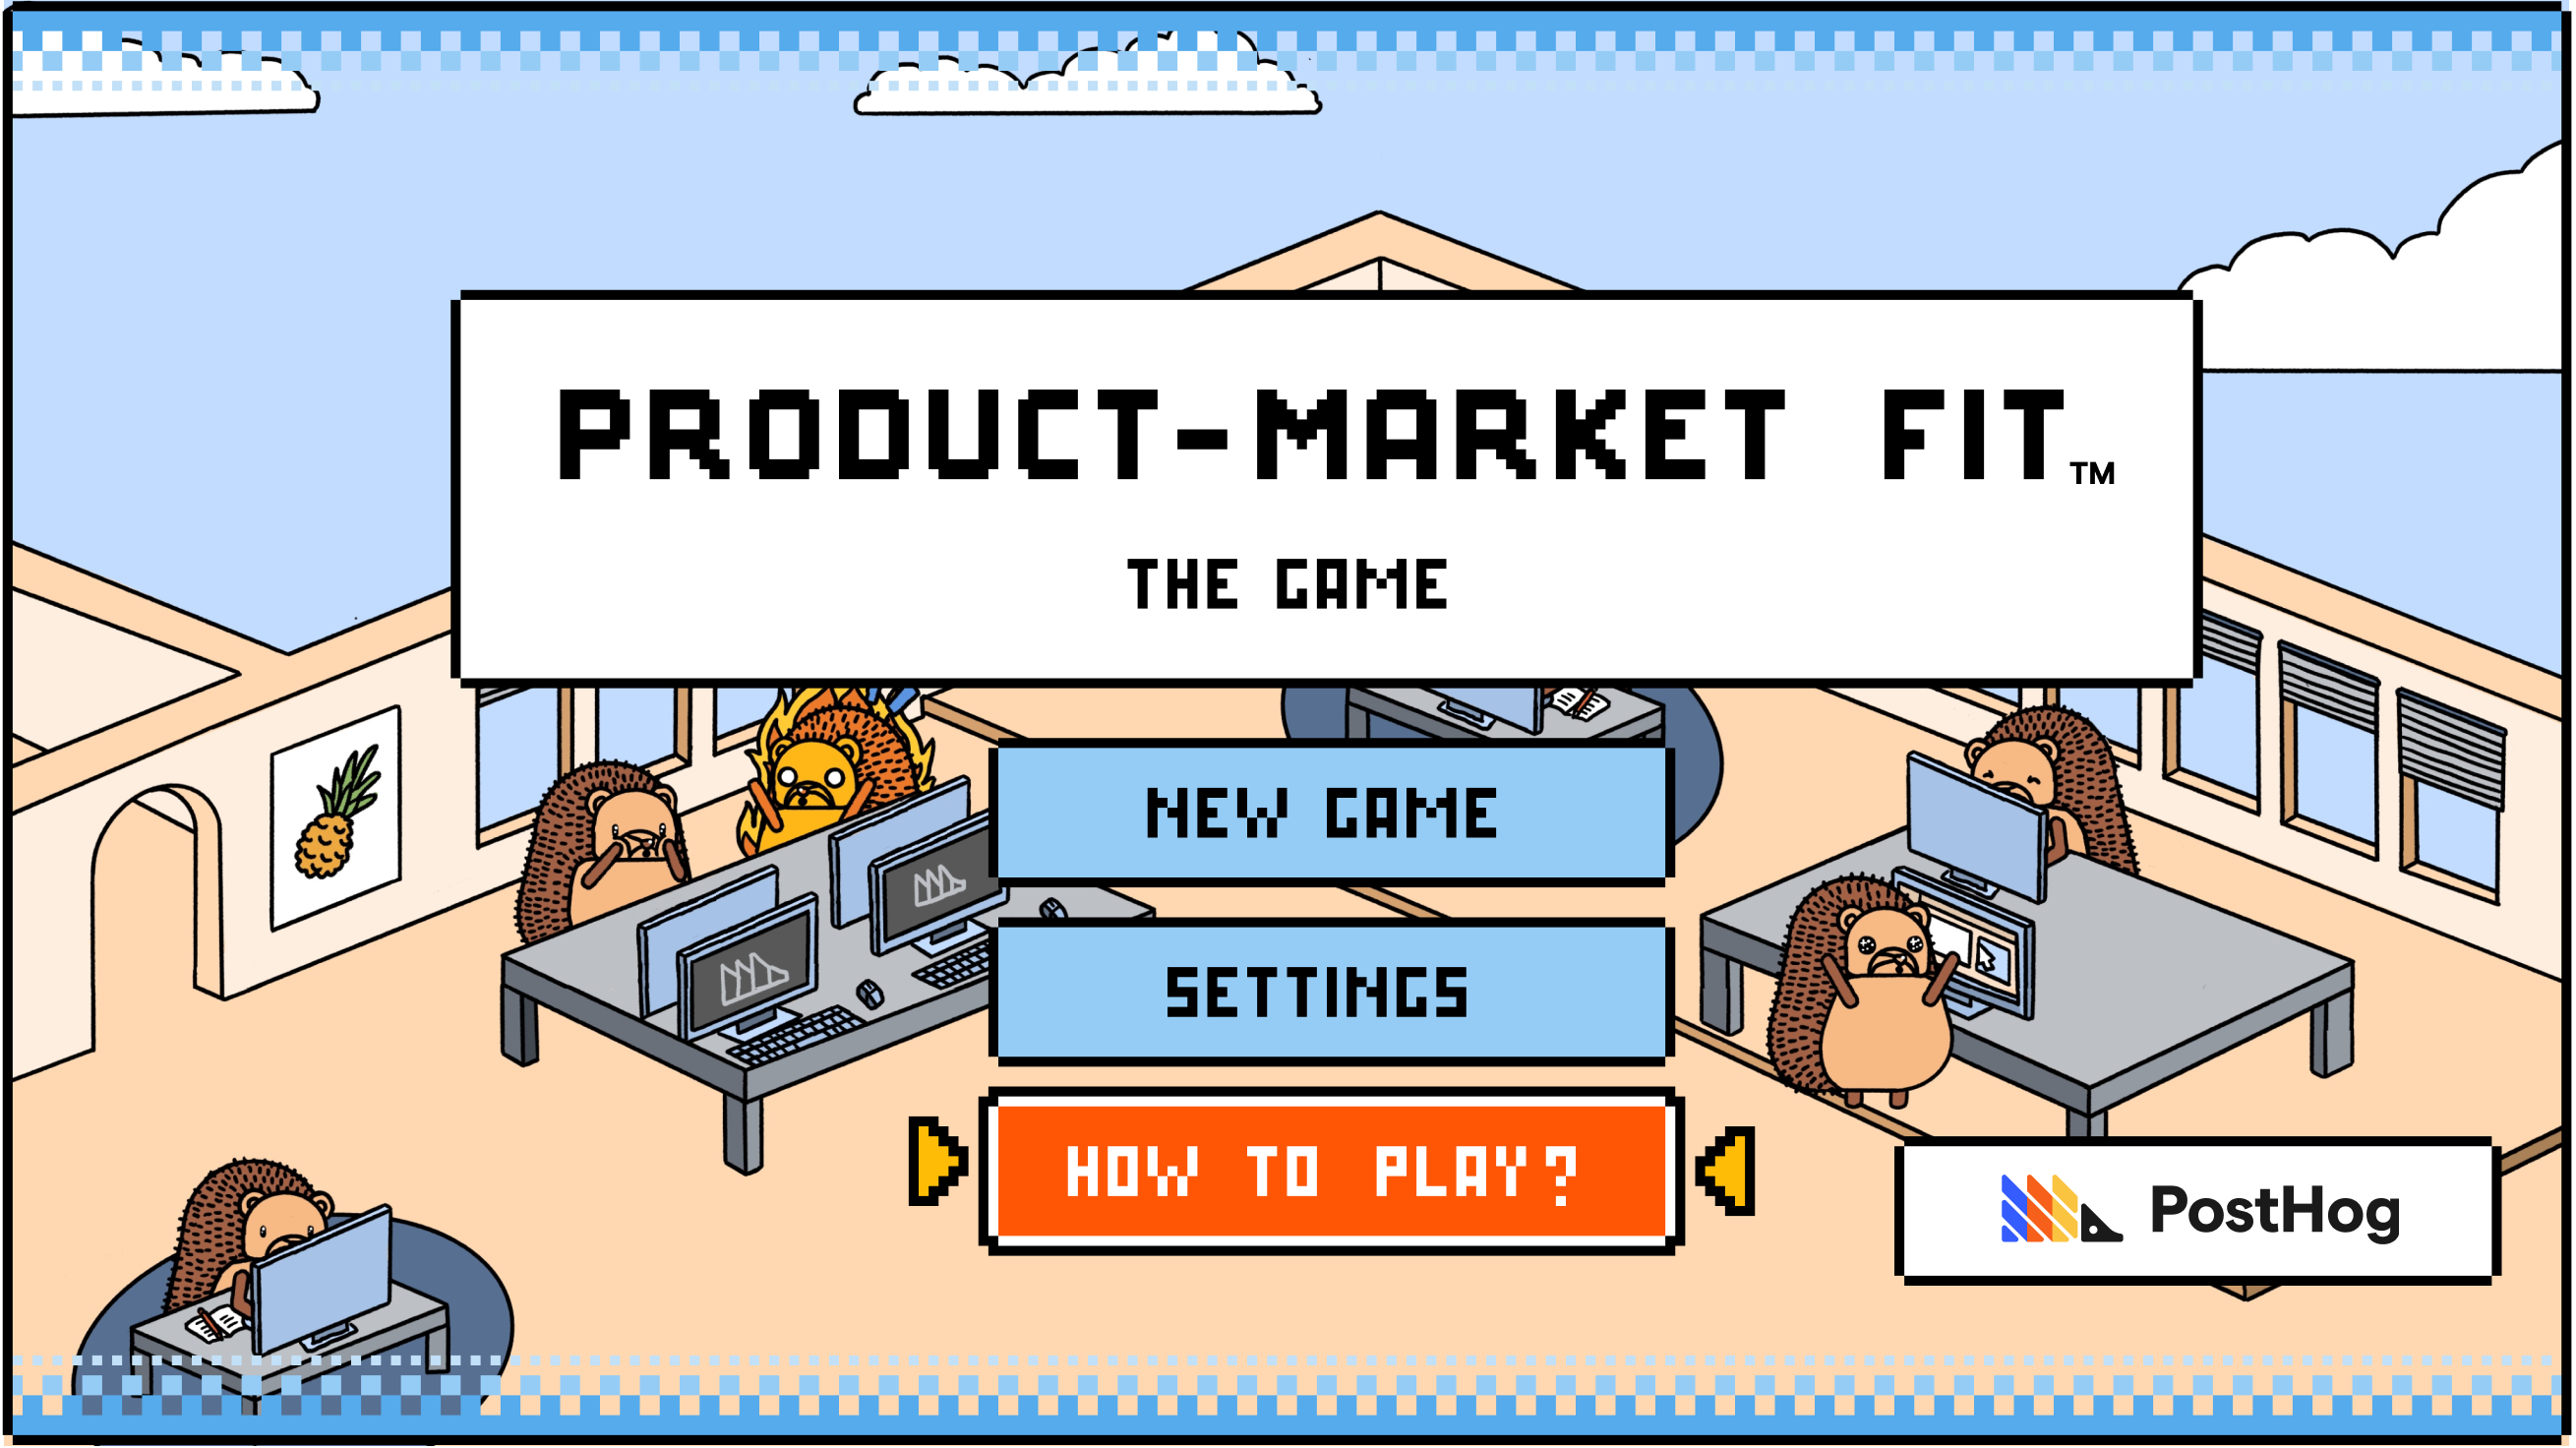 PRODUCT-MARKET FIT™
THE GAME
NEW GAME
SETTINGS
HOW TO PLAY?
PostHog